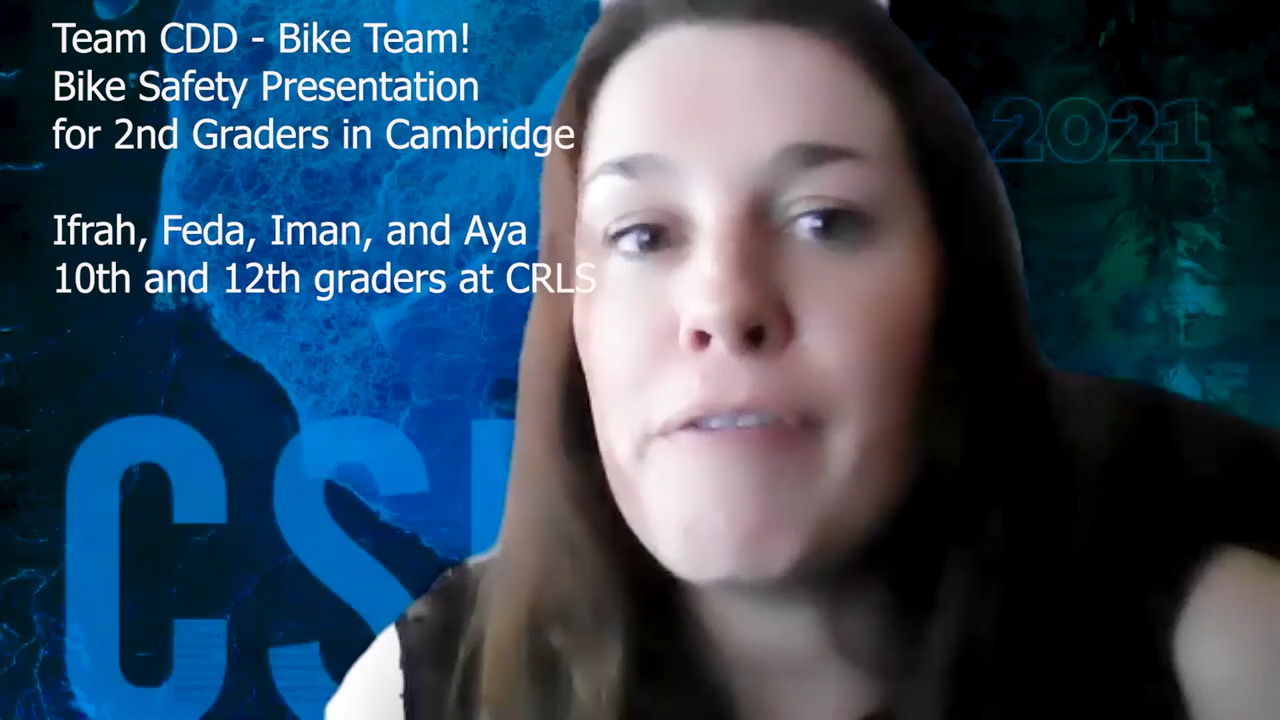 Team CDD - Bike Team!
Bike Safety Presentation
for 2nd Graders in Cambridge
Ifrah, Feda, Iman, and Aya
10th and 12th graders at CRLS
2021
CS